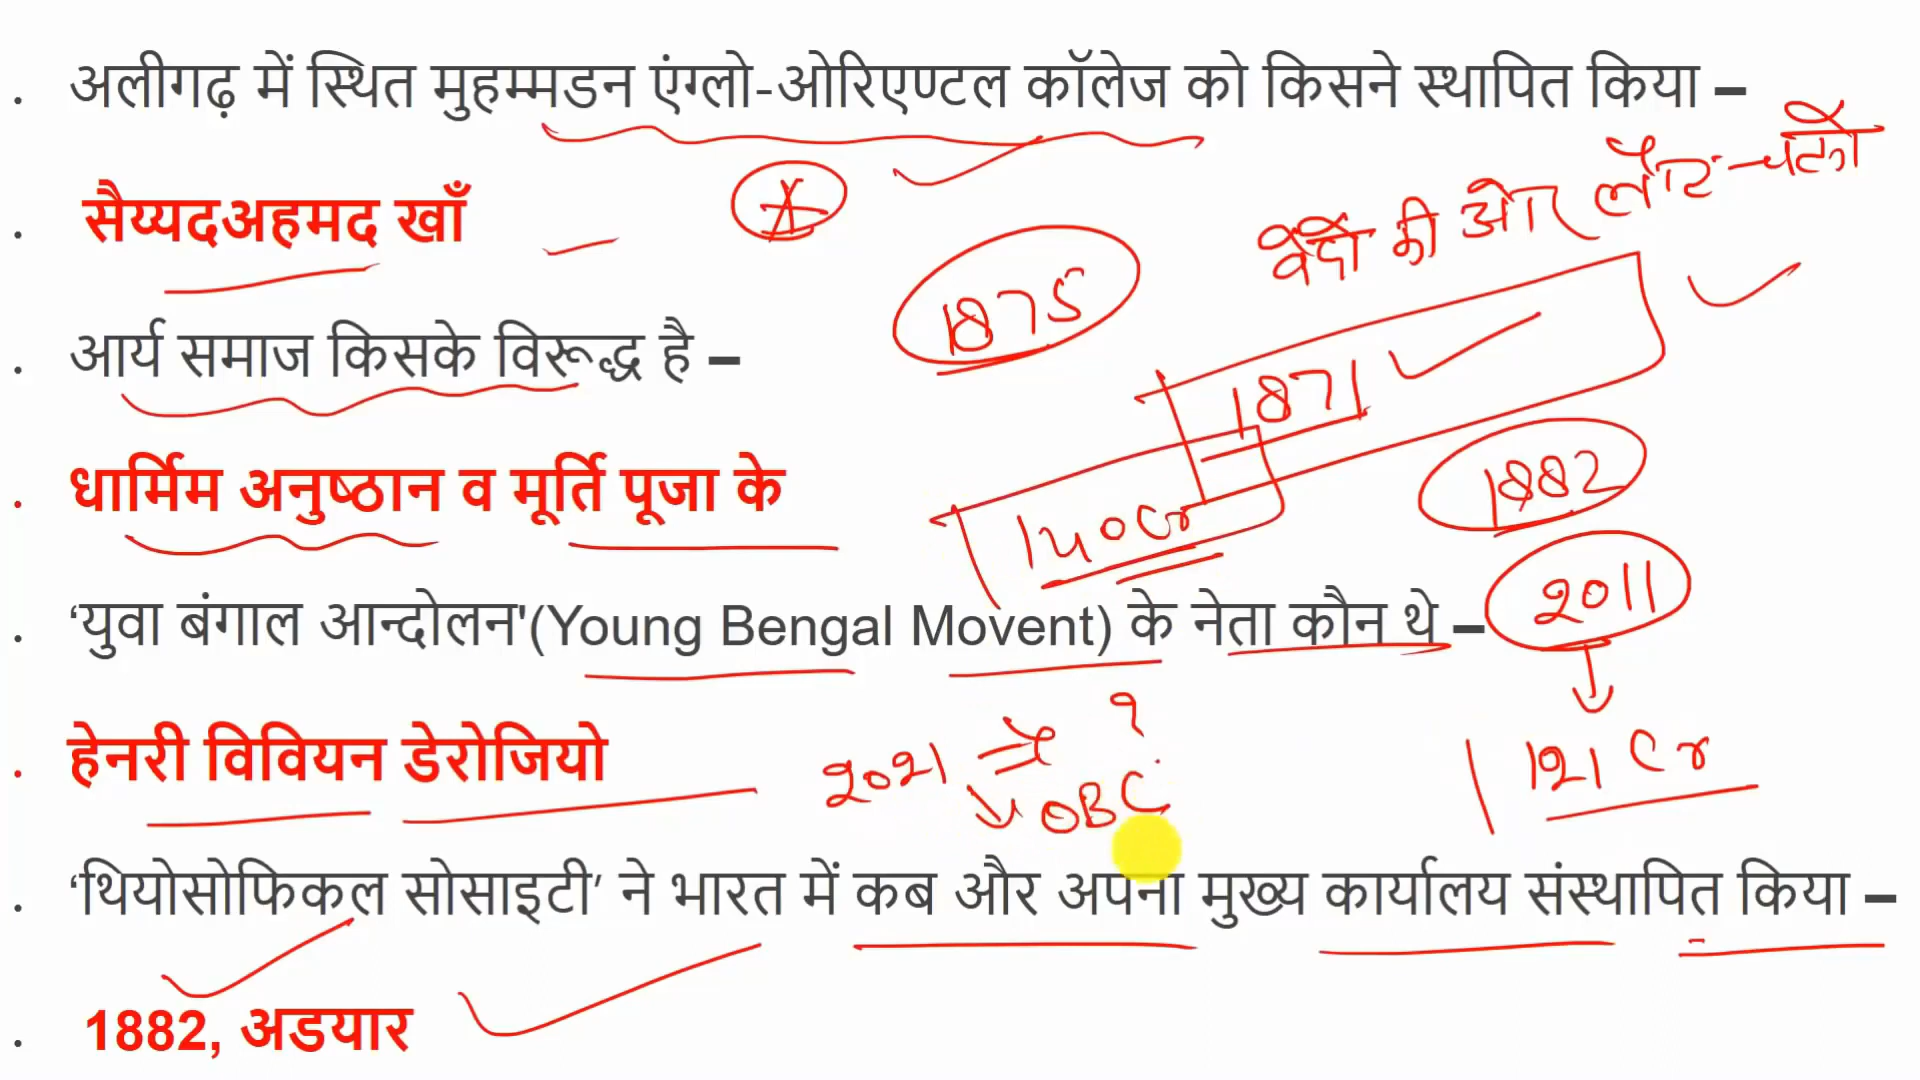 . अलीगढ़ में स्थित मुहम्मडन एंग्लो-ओरिएण्टल कॉलेज को किसने स्थापित किया –
. सैय्यदअहमद खाँ
1875
वेदों की ओर लौट
. आर्य समाज किसके विरूद्ध है –
1871
1882
. धार्मिम अनुष्ठान व मूर्ति पूजा के
140Cr
2011
. ‘युवा बंगाल आन्दोलन'(Young Bengal Movent) के नेता कौन थे –
121 Cr
. हेनरी विवियन डेरोजियो
2021 में ?
OBC
. ‘थियोसोफिकल सोसाइटी’ ने भारत में कब और अपना मुख्य कार्यालय संस्थापित किया –
. 1882, अडयार